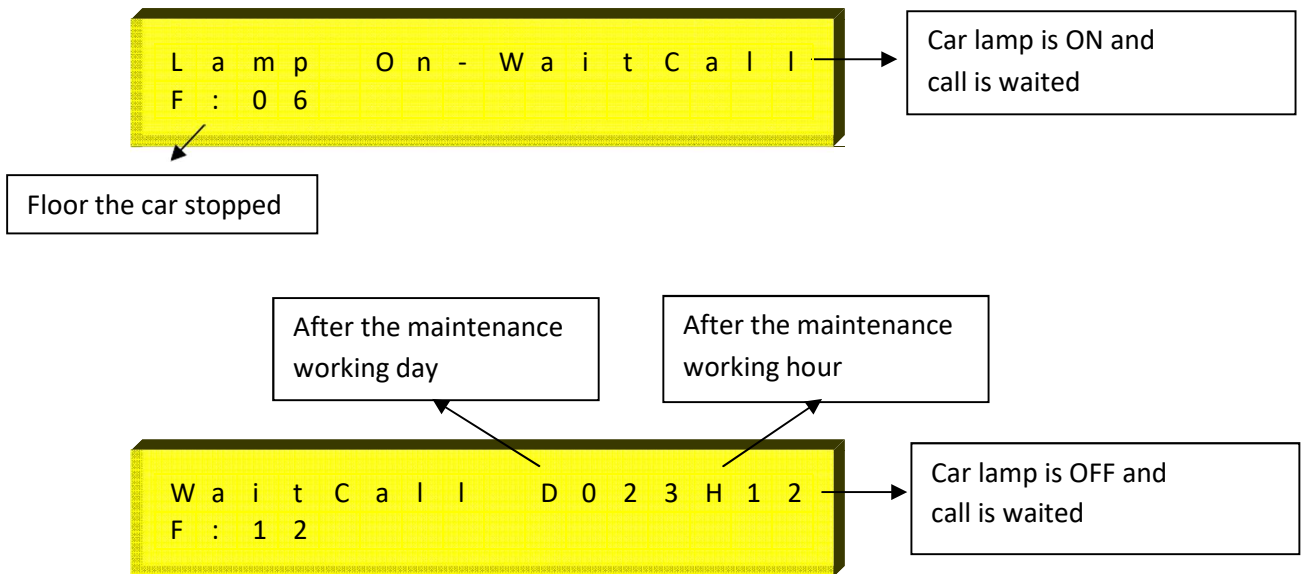 Lamp On-WaitCall
F:06
Car lamp is ON and
call is waited
Floor the car stopped
After the maintenance
working day
After the maintenance
working hour
WaitCall D023H12
F:12
Car lamp is OFF and
call is waited